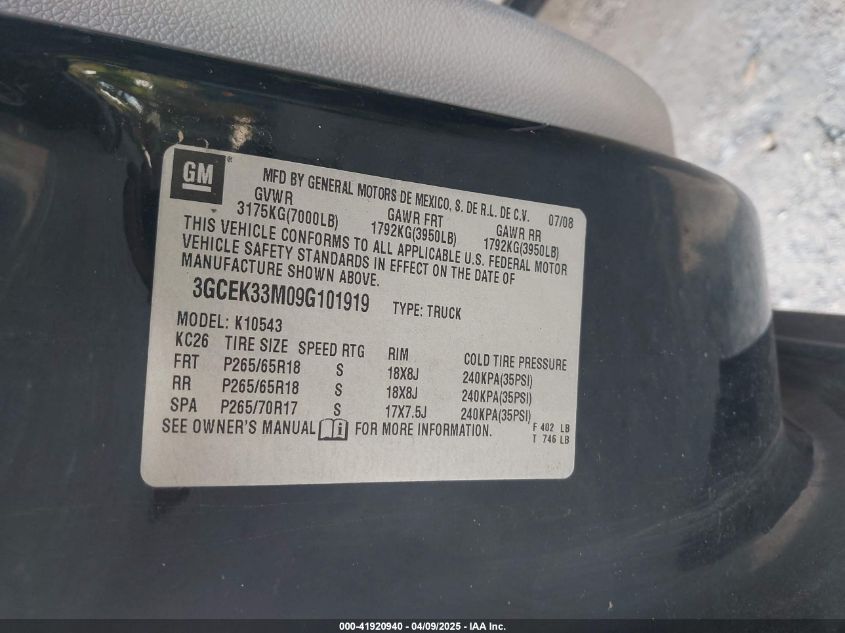 GM
MFD BY GENERAL MOTORS DE MEXICO, S. DE R.L. DE C.V. 07/08
GVWR GAWR FRT GAWR RR
3175KG(7000LB) 1792KG(3950LB) 1792KG(3950LB)
THIS VEHICLE CONFORMS TO ALL APPLICABLE U.S. FEDERAL MOTOR
VEHICLE SAFETY STANDARDS IN EFFECT ON THE DATE OF
MANUFACTURE SHOWN ABOVE.
3GCEK33M09G101919 TYPE: TRUCK
MODEL: K10543
KC26 TIRE SIZE SPEED RTG RIM COLD TIRE PRESSURE
FRT P265/65R18 S 18X8J 240KPA(35PSI)
RR P265/65R18 S 18X8J 240KPA(35PSI)
SPA P265/70R17 S 17X7.5J 240KPA(35PSI)
SEE OWNER'S MANUAL i FOR MORE INFORMATION.
F 402 LB
T 746 LB
000-41920940 - 04/09/2025 - IAA Inc.